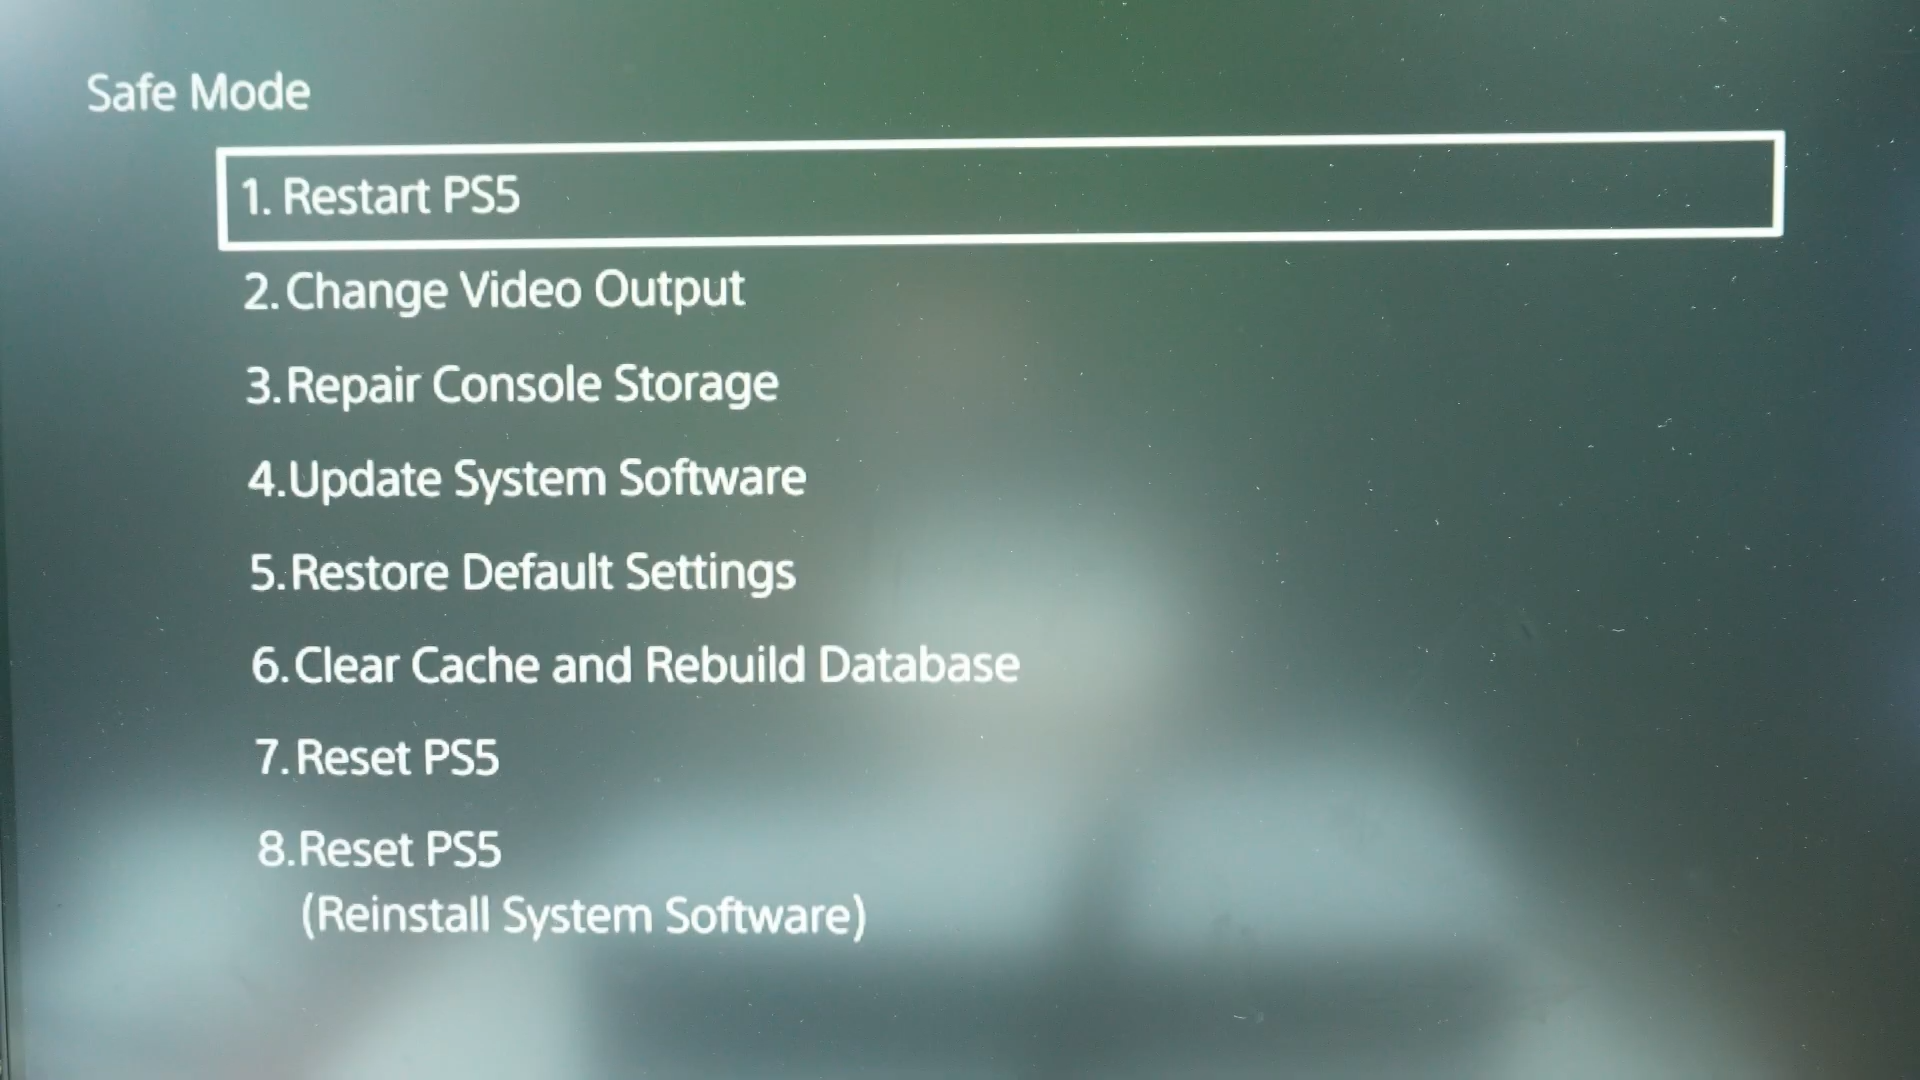 Safe Mode
1. Restart PS5
2. Change Video Output
3. Repair Console Storage
4. Update System Software
5. Restore Default Settings
6. Clear Cache and Rebuild Database
7. Reset PS5
8. Reset PS5
(Reinstall System Software)